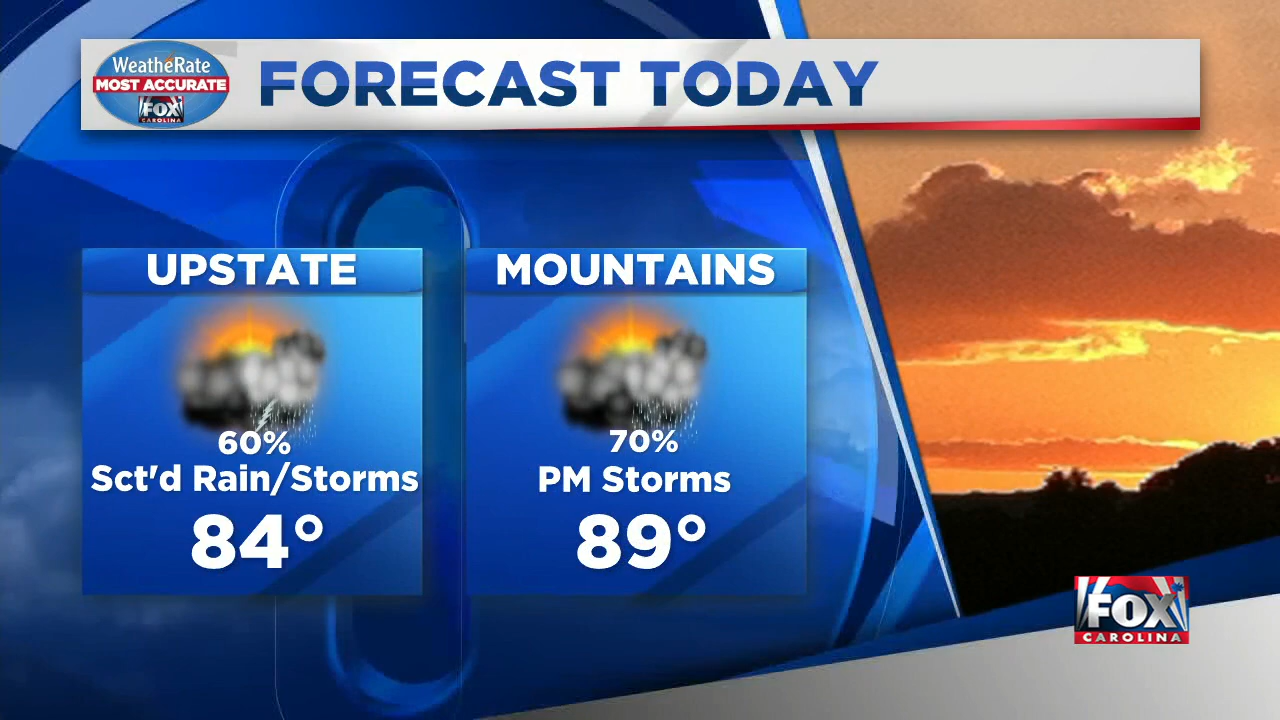 WeatheRate
MOST ACCURATE
FOX
CAROLINA
FORECAST TODAY
UPSTATE
60%
Sct'd Rain/Storms
84°
MOUNTAINS
70%
PM Storms
89°
FOX
CAROLINA